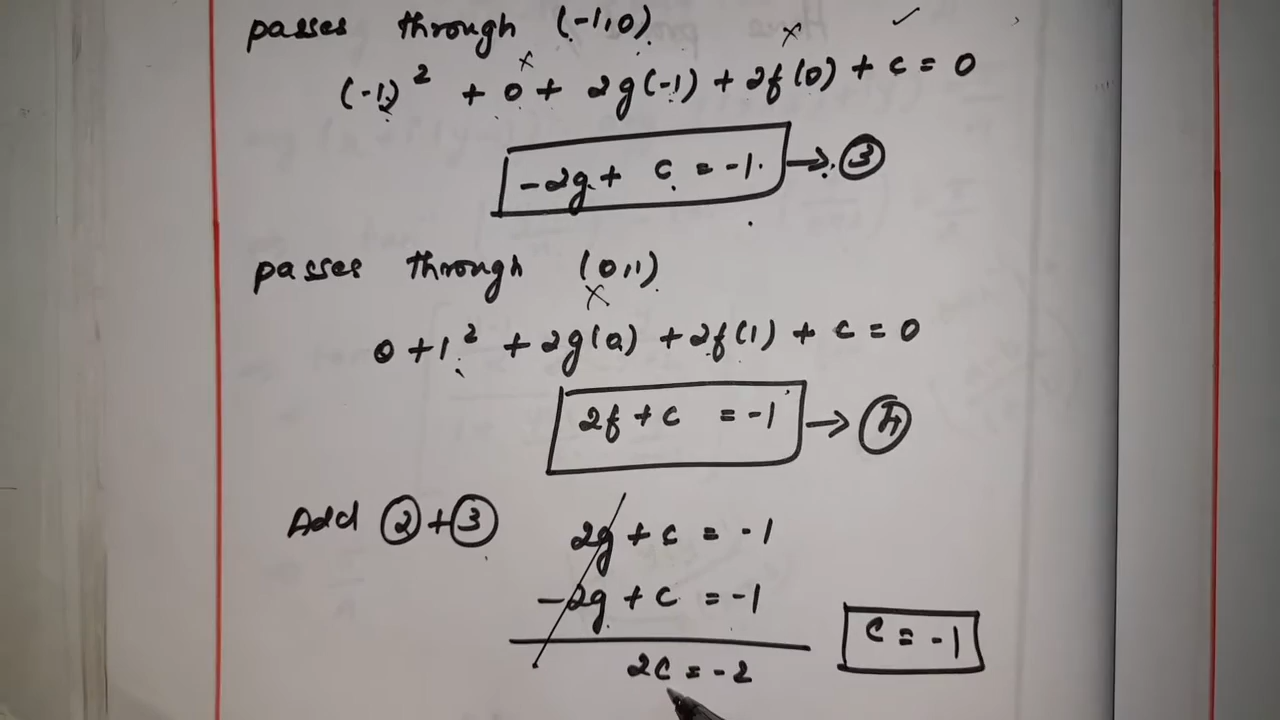 passes through (-1,0)
(-1)² + 0 + 2g(-1) + 2f(0) + c = 0
-2g + c = -1 → ③
passes through (0,1)
0 + 1² + 2g(0) + 2f(1) + c = 0
2f + c = -1 → ④
Add ② + ③
2g + c = -1
-2g + c = -1
2c = -2
c = -1